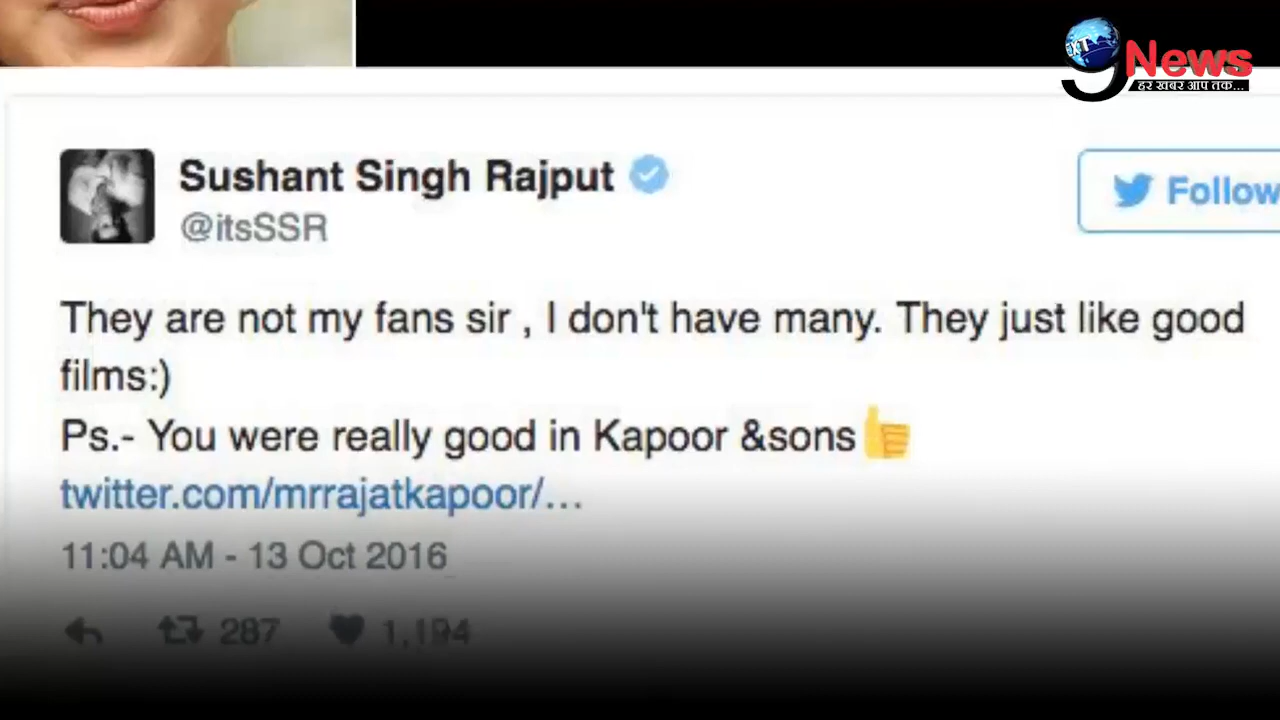 EXT
9 News
हर खबर आप तक...
Sushant Singh Rajput
@itsSSR
Follow
They are not my fans sir , I don't have many. They just like good
films:)
Ps.- You were really good in Kapoor &sons
twitter.com/mrrajatkapoor/...
11:04 AM - 13 Oct 2016
287 1,194